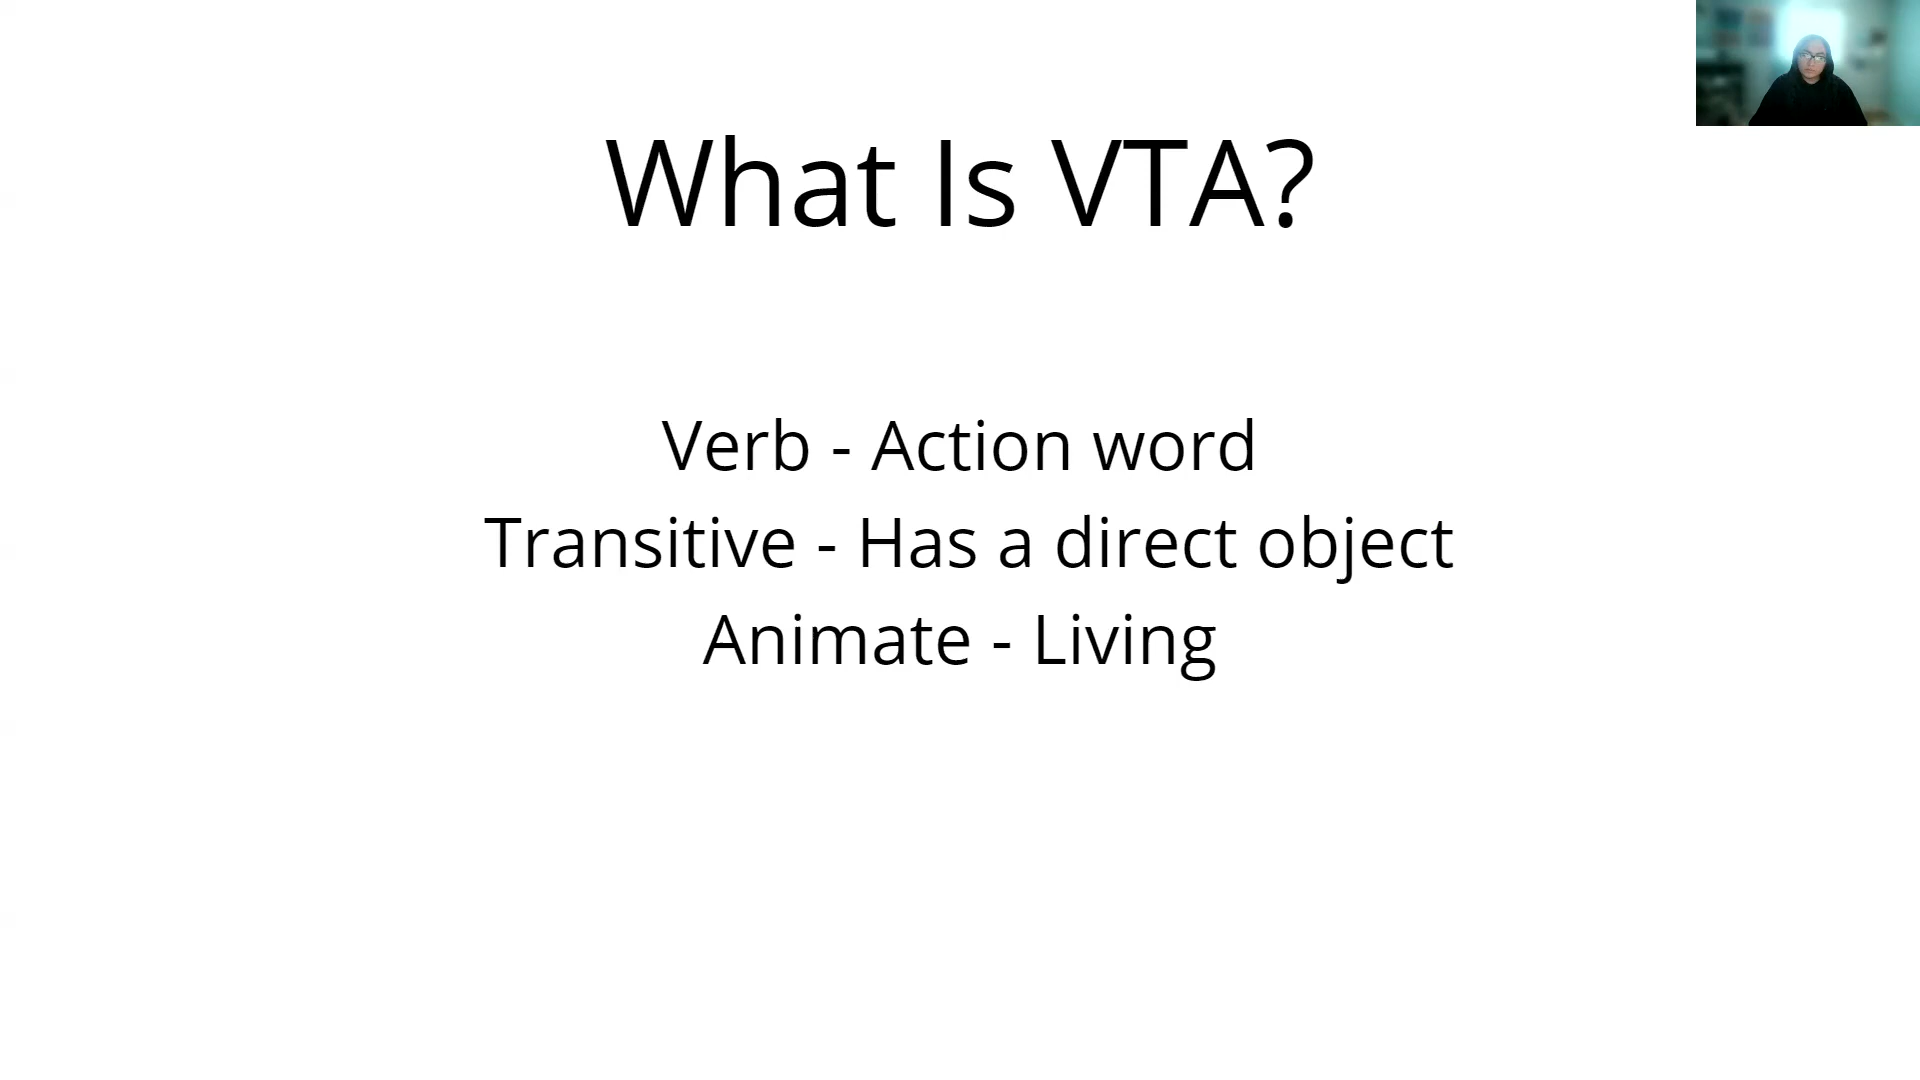 What Is VTA?
Verb - Action word
Transitive - Has a direct object
Animate - Living